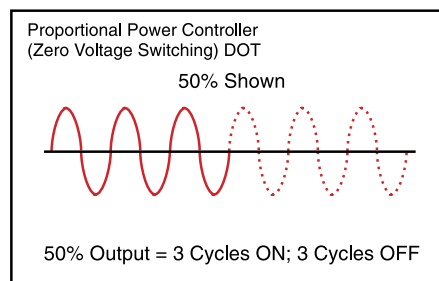 Proportional Power Controller
(Zero Voltage Switching) DOT
50% Shown
50% Output = 3 Cycles ON; 3 Cycles OFF